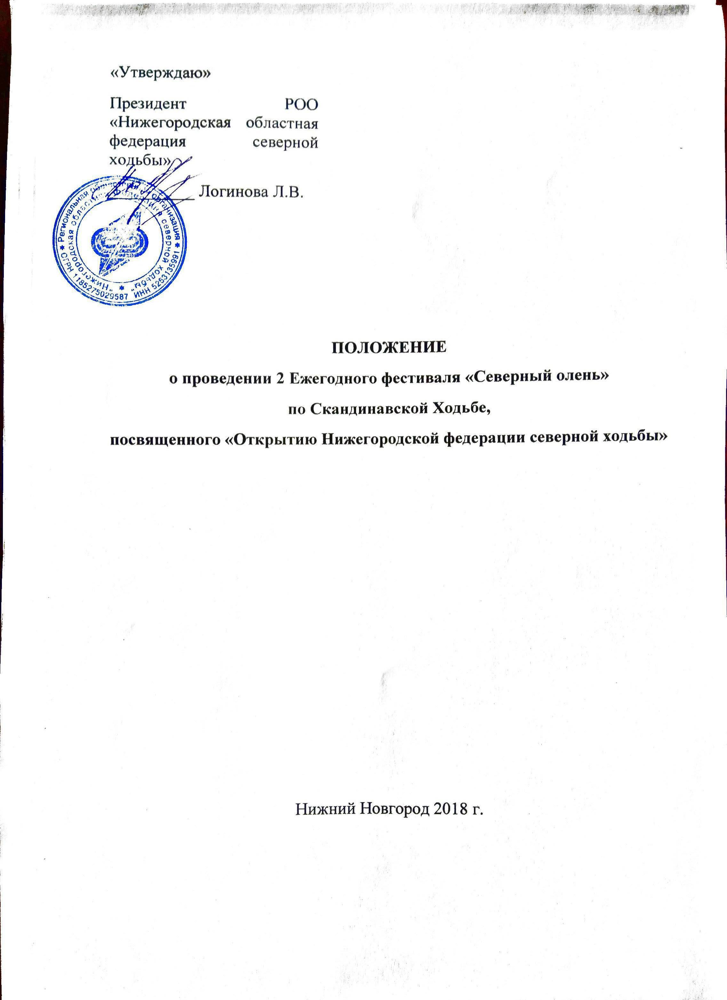 «Утверждаю»
Президент РОО
«Нижегородская областная
федерация северной
ходьбы»
Логинова Л.В.
★ Региональная общественная организация ★
ОГРН 1185275029587 ИНН 5263135991
"Нижегородская областная федерация северной ходьбы"
ПОЛОЖЕНИЕ
о проведении 2 Ежегодного фестиваля «Северный олень»
по Скандинавской Ходьбе,
посвященного «Открытию Нижегородской федерации северной ходьбы»
Нижний Новгород 2018 г.